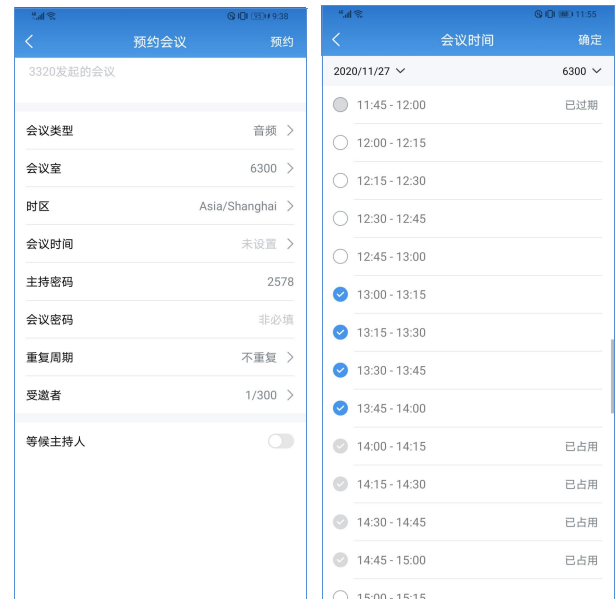 9:38
预约会议
预约
3320发起的会议
会议类型 音频
会议室 6300
时区 Asia/Shanghai
会议时间 未设置
主持密码 2578
会议密码 非必填
重复周期 不重复
受邀者 1/300
等候主持人
11:55
会议时间
确定
2020/11/27 6300
11:45 - 12:00 已过期
12:00 - 12:15
12:15 - 12:30
12:30 - 12:45
12:45 - 13:00
13:00 - 13:15
13:15 - 13:30
13:30 - 13:45
13:45 - 14:00
14:00 - 14:15 已占用
14:15 - 14:30 已占用
14:30 - 14:45 已占用
14:45 - 15:00 已占用
15:00 - 15:15